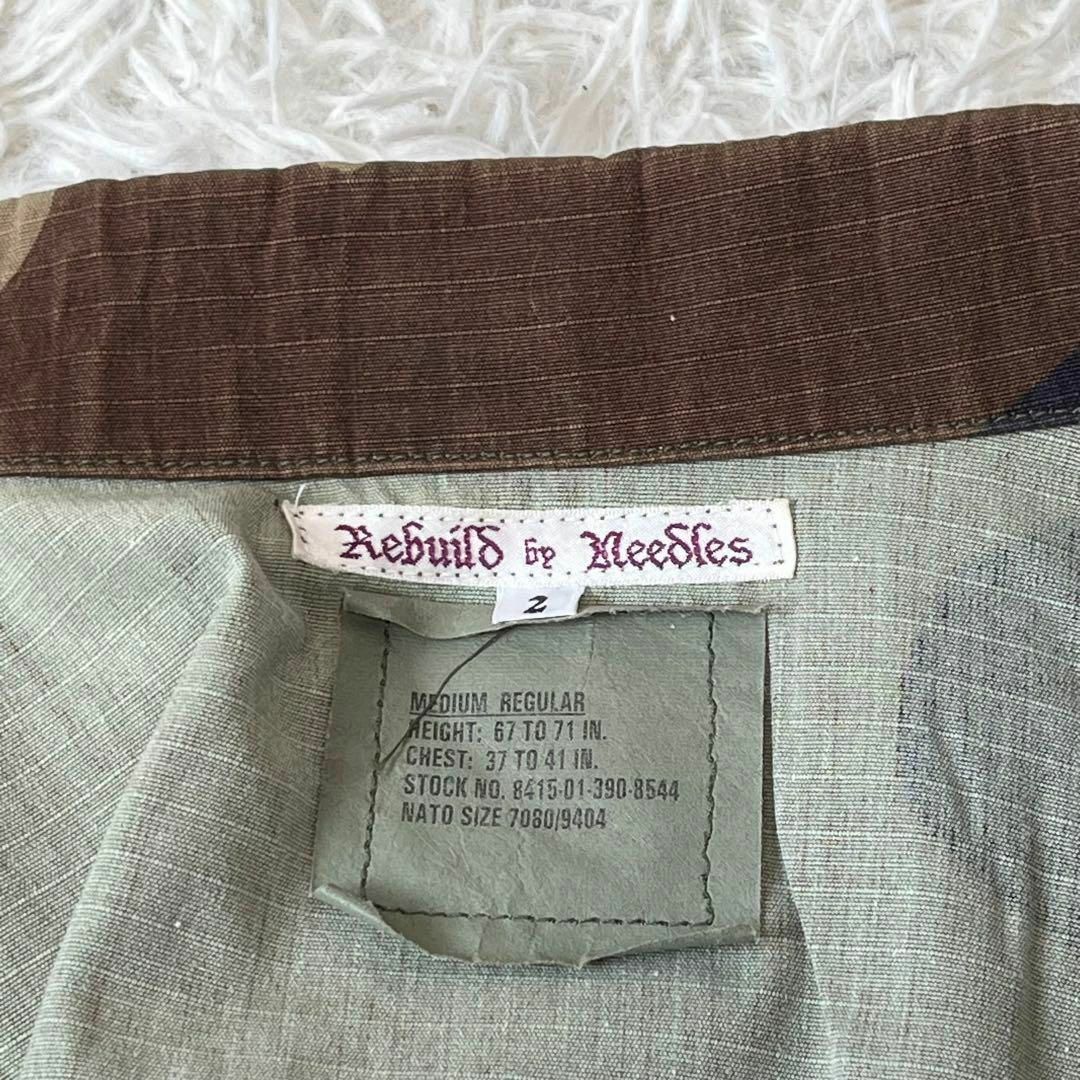 Rebuild by Needles
2
MEDIUM REGULAR
HEIGHT: 67 TO 71 IN.
CHEST: 37 TO 41 IN.
STOCK NO. 8415-01-390-8544
NATO SIZE 7080/9404